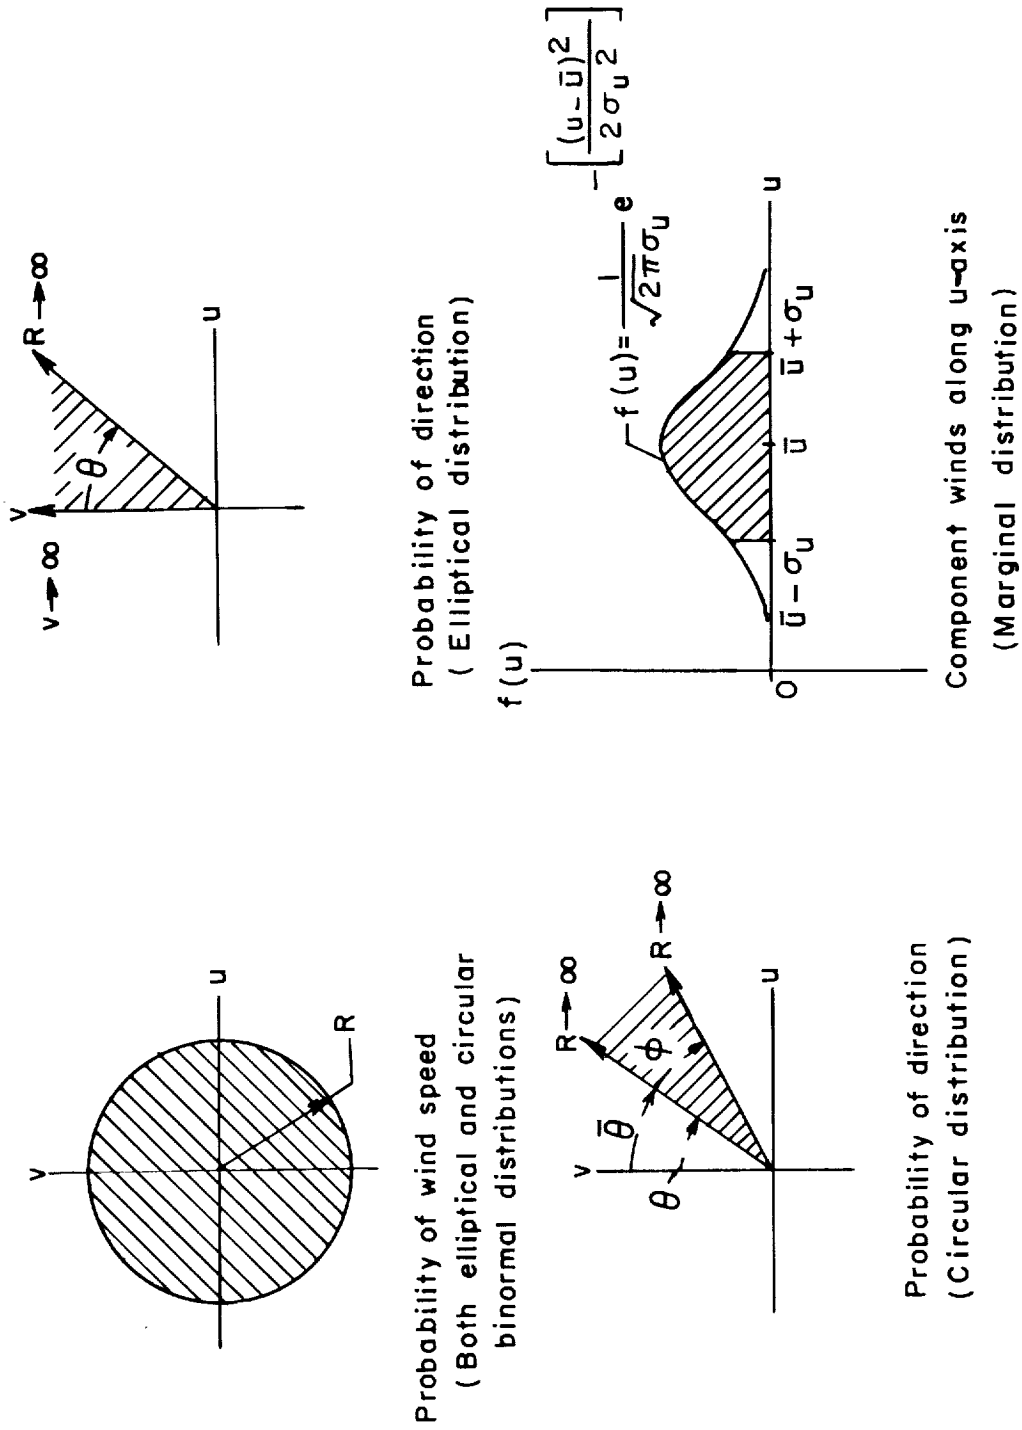 v
u
R
Probability of wind speed
(Both elliptical and circular
binormal distributions)
v→∞
v
R→∞
θ
u
Probability of direction
(Elliptical distribution)
v
θ̄
θ
ϕ
R→∞
R→∞
u
Probability of direction
(Circular distribution)
f(u)
f(u)= 1/(√2π σᵤ) e^−[(u-ū)²/2σᵤ²]
0
ū − σᵤ
ū
ū + σᵤ
u
Component winds along u-axis
(Marginal distribution)